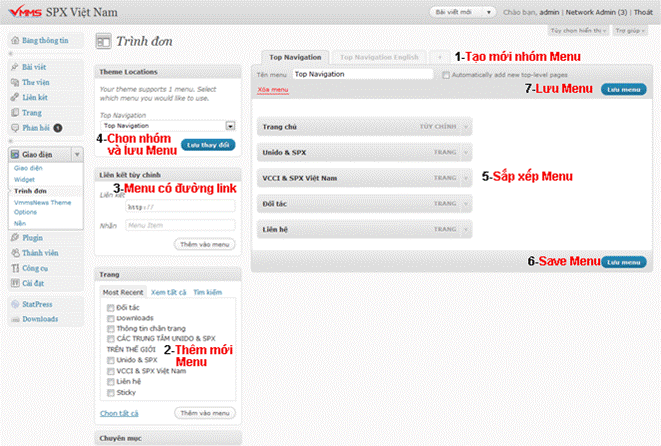 VMMS SPX Việt Nam
Bài viết mới
Chào bạn, admin | Network Admin (3) | Thoát
Tùy chọn hiển thị
Trợ giúp
Bảng thông tin
Bài viết
Thư viện
Liên kết
Trang
Phản hồi 1
Giao diện
Giao diện
Widget
Trình đơn
VmmsNews Theme
Options
Nền
Plugin
Thành viên
Công cụ
Cài đặt
StatPress
Downloads
Trình đơn
Theme Locations
Your theme supports 1 menu. Select
which menu you would like to use.
Top Navigation
Top Navigation
4-Chọn nhóm
và lưu Menu
Lưu thay đổi
Liên kết tùy chỉnh
3-Menu có đường link
Liên kết
http://
Nhãn
Menu Item
Thêm vào menu
Trang
Most Recent Xem tất cả Tìm kiếm
Đối tác
Downloads
Thông tin chân trang
CÁC TRUNG TÂM UNIDO & SPX
TRÊN THẾ GIỚI
2-Thêm mới
Menu
Unido & SPX
VCCI & SPX Việt Nam
Liên hệ
Sticky
Chọn tất cả
Thêm vào menu
Chuyên mục
Top Navigation
Top Navigation English
+
1-Tạo mới nhóm Menu
Tên menu
Top Navigation
Automatically add new top-level pages
Xóa menu
7-Lưu Menu
Lưu menu
Trang chủ TÙY CHỈNH
Unido & SPX TRANG
VCCI & SPX Việt Nam TRANG
5-Sắp xếp Menu
Đối tác TRANG
Liên hệ TRANG
6-Save Menu
Lưu menu